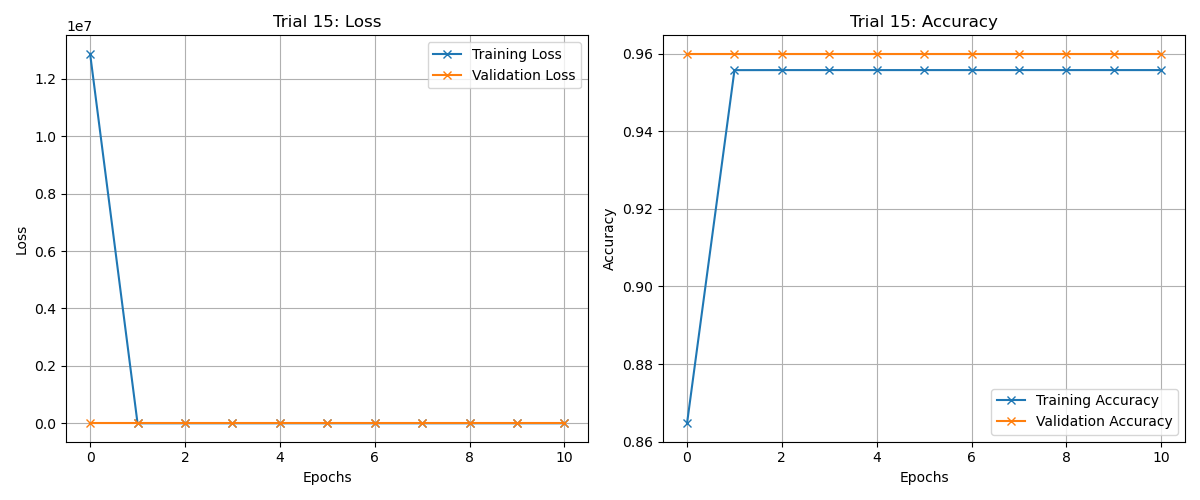 Trial 15: Loss
1e7
1.2
1.0
0.8
0.6
0.4
0.2
0.0
Loss
0 2 4 6 8 10
Epochs
Training Loss
Validation Loss
Trial 15: Accuracy
0.96
0.94
0.92
0.90
0.88
0.86
Accuracy
0 2 4 6 8 10
Epochs
Training Accuracy
Validation Accuracy